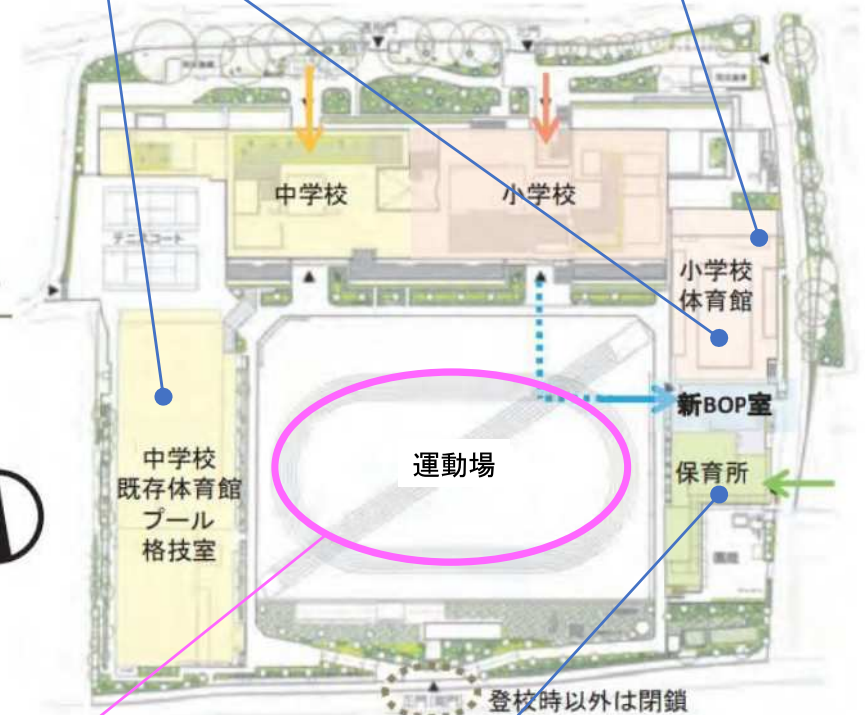 中学校
小学校
テニスコート
小学校
体育館
新BOP室
運動場
中学校
既存体育館
プール
格技室
保育所
園庭
登校時以外は閉鎖